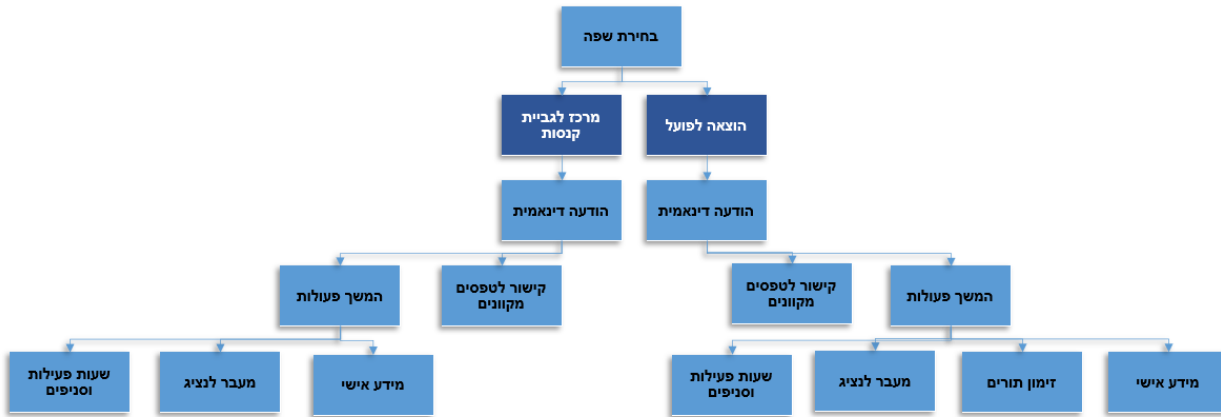 בחירת שפה
הוצאה לפועל
מרכז לגביית
קנסות
הודעה דינאמית
הודעה דינאמית
המשך פעולות
קישור לטפסים
מקוונים
קישור לטפסים
מקוונים
המשך פעולות
מידע אישי
זימון תורים
מעבר לנציג
שעות פעילות
וסניפים
מידע אישי
מעבר לנציג
שעות פעילות
וסניפים